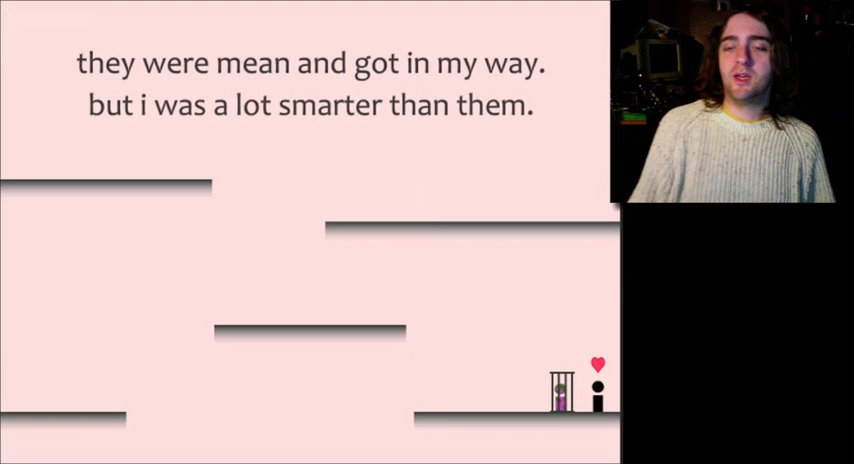 they were mean and got in my way.
but i was a lot smarter than them.